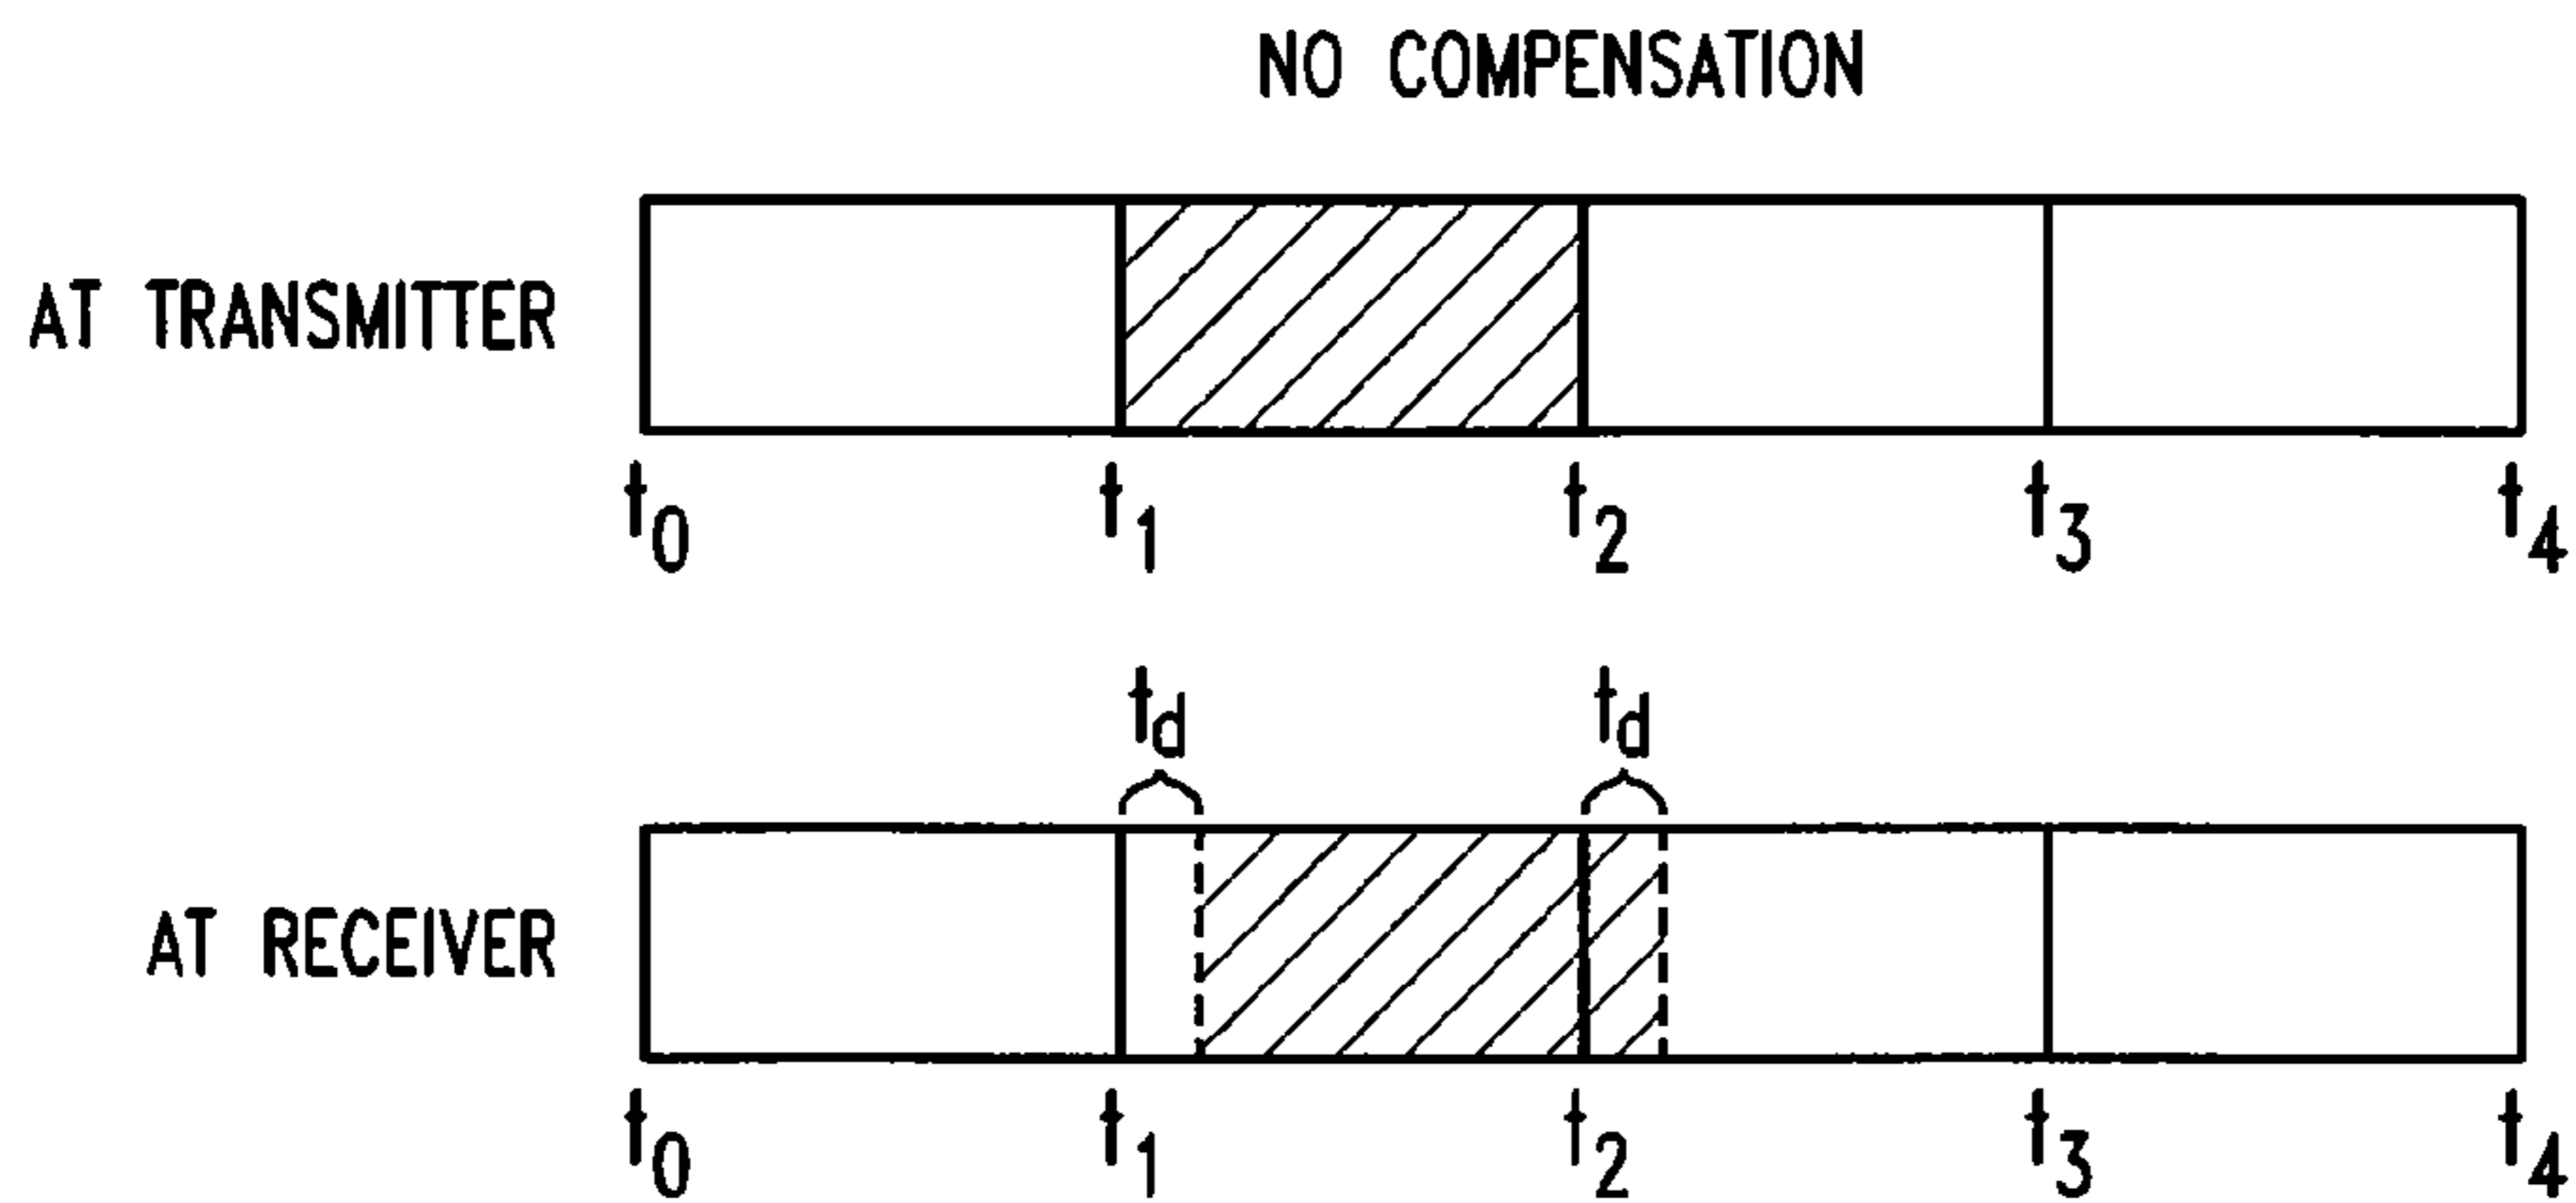 NO COMPENSATION
AT TRANSMITTER
t0 t1 t2 t3 t4
td td
AT RECEIVER
t0 t1 t2 t3 t4